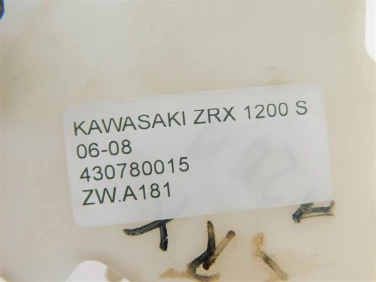 KAWASAKI ZRX 1200 S
06-08
430780015
ZW.A181